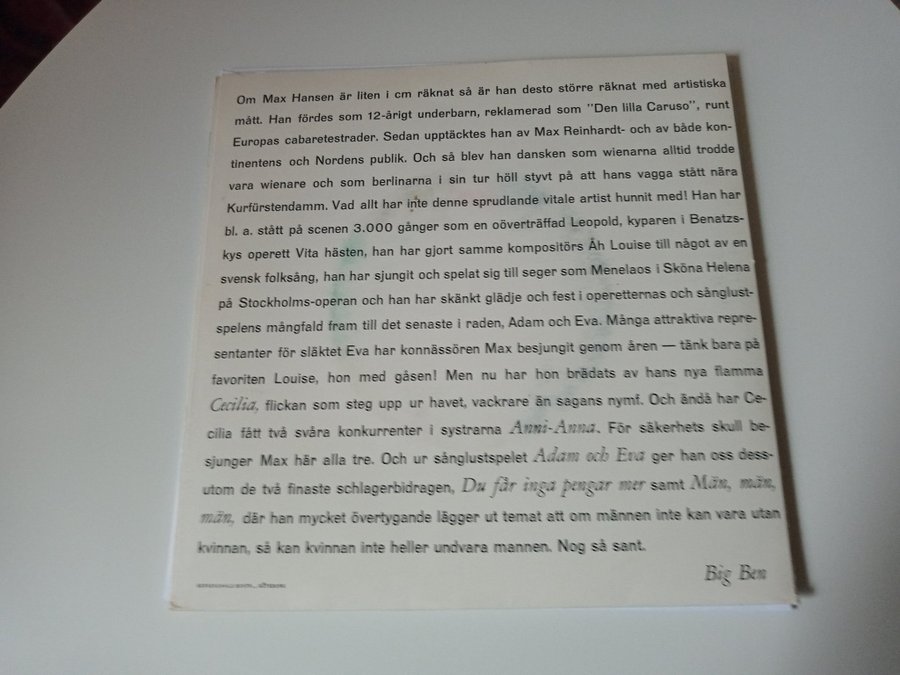 Om Max Hansen är liten i cm räknat så är han desto större räknat med artistiska
mått. Han fördes som 12-årigt underbarn, reklamerad som "Den lilla Caruso", runt
Europas cabaretestrader. Sedan upptäcktes han av Max Reinhardt- och av både kon-
tinentens och Nordens publik. Och så blev han dansken som wienarna alltid trodde
vara wienare och som berlinarna i sin tur höll styvt på att hans vagga stått nära
Kurfürstendamm. Vad allt har inte denne sprudlande vitale artist hunnit med! Han har
bl. a. stått på scenen 3.000 gånger som en oöverträffad Leopold, kyparen i Benatzs-
kys operett Vita hästen, han har gjort samme kompositörs Åh Louise till något av en
svensk folksång, han har sjungit och spelat sig till seger som Menelaos i Sköna Helena
på Stockholms-operan och han har skänkt glädje och fest i operetternas och sånglust-
spelens mångfald fram till det senaste i raden, Adam och Eva. Många attraktiva repre-
sentanter för släktet Eva har konnässören Max besjungit genom åren — tänk bara på
favoriten Louise, hon med gåsen! Men nu har hon brädats av hans nya flamma
Cecilia, flickan som steg upp ur havet, vackrare än sagans nymf. Och ändå har Ce-
cilia fått två svåra konkurrenter i systrarna Anni-Anna. För säkerhets skull be-
sjunger Max här alla tre. Och ur sånglustspelet Adam och Eva ger han oss dess-
utom de två finaste schlagerbidragen, Du får inga pengar mer samt Män, män,
män, där han mycket övertygande lägger ut temat att om männen inte kan vara utan
kvinnan, så kan kvinnan inte heller undvara mannen. Nog så sant.
Big Ben